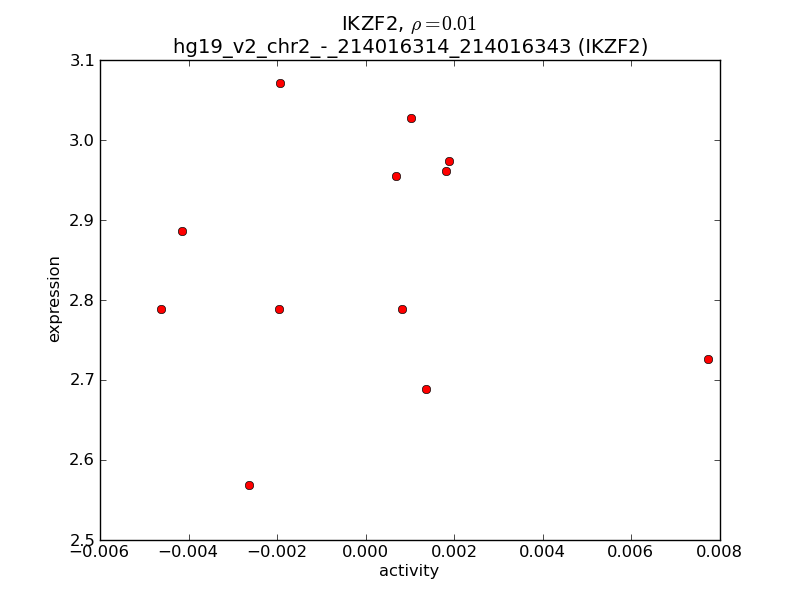 IKZF2, ρ=0.01
hg19_v2_chr2_-_214016314_214016343 (IKZF2)
3.1
3.0
2.9
2.8
2.7
2.6
2.5
expression
−0.006 −0.004 −0.002 0.000 0.002 0.004 0.006 0.008
activity